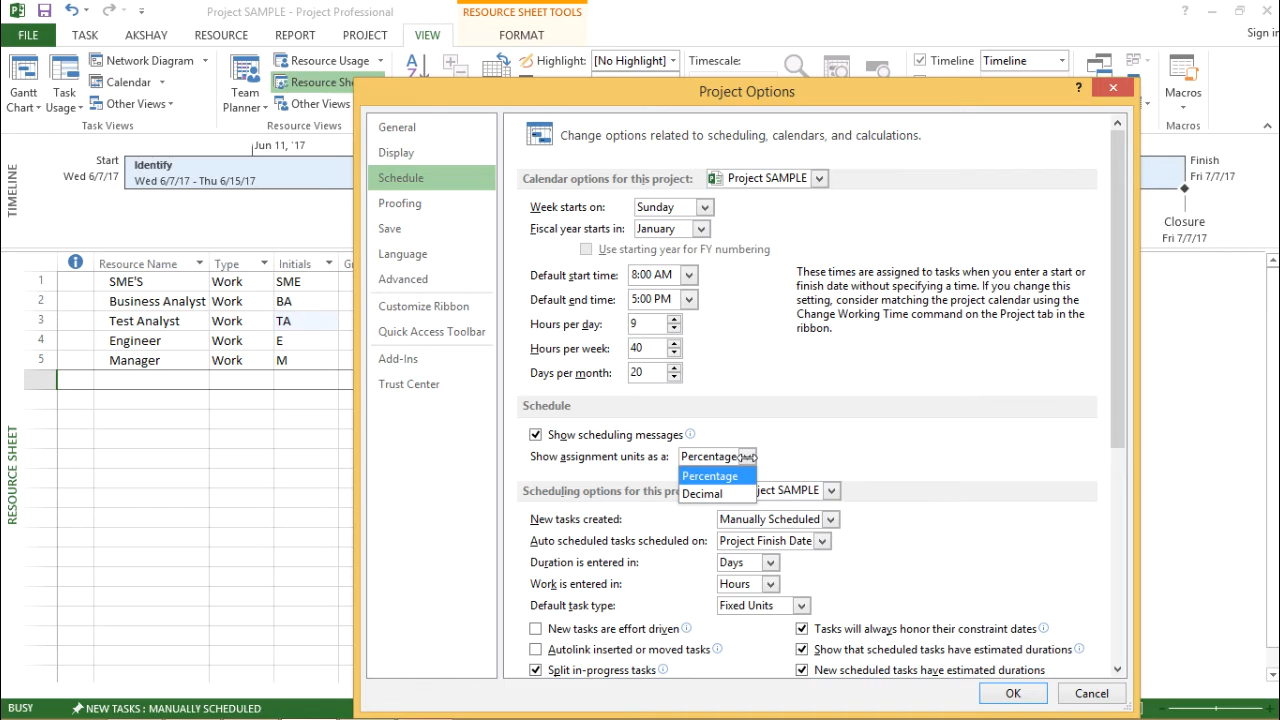 Project SAMPLE - Project Professional
RESOURCE SHEET TOOLS
?
FILE
TASK
AKSHAY
RESOURCE
REPORT
PROJECT
VIEW
FORMAT
Sign in
Gantt Chart
Task Usage
Network Diagram
Calendar
Other Views
Task Views
Team Planner
Resource Usage
Resource She
Other Views
Resource Views
A
Z
Highlight:
[No Highlight]
Timescale:
Timeline
Timeline
Macros
Macros
TIMELINE
Start
Wed 6/7/17
Jun 11, '17
Identify
Wed 6/7/17 - Thu 6/15/17
Finish
Fri 7/7/17
Closure
Fri 7/7/17
RESOURCE SHEET
Resource Name
Type
Initials
1 SME'S Work SME
2 Business Analyst Work BA
3 Test Analyst Work TA
4 Engineer Work E
5 Manager Work M
Project Options
?
General
Display
Schedule
Proofing
Save
Language
Advanced
Customize Ribbon
Quick Access Toolbar
Add-Ins
Trust Center
Change options related to scheduling, calendars, and calculations.
Calendar options for this project: Project SAMPLE
Week starts on: Sunday
Fiscal year starts in: January
Use starting year for FY numbering
Default start time: 8:00 AM
Default end time: 5:00 PM
Hours per day: 9
Hours per week: 40
Days per month: 20
These times are assigned to tasks when you enter a start or
finish date without specifying a time. If you change this
setting, consider matching the project calendar using the
Change Working Time command on the Project tab in the
ribbon.
Schedule
Show scheduling messages
Show assignment units as a: Percentage
Percentage
Decimal
Scheduling options for this pr ject SAMPLE
New tasks created: Manually Scheduled
Auto scheduled tasks scheduled on: Project Finish Date
Duration is entered in: Days
Work is entered in: Hours
Default task type: Fixed Units
New tasks are effort driven
Tasks will always honor their constraint dates
Autolink inserted or moved tasks
Show that scheduled tasks have estimated durations
Split in-progress tasks
New scheduled tasks have estimated durations
OK
Cancel
BUSY
NEW TASKS : MANUALLY SCHEDULED